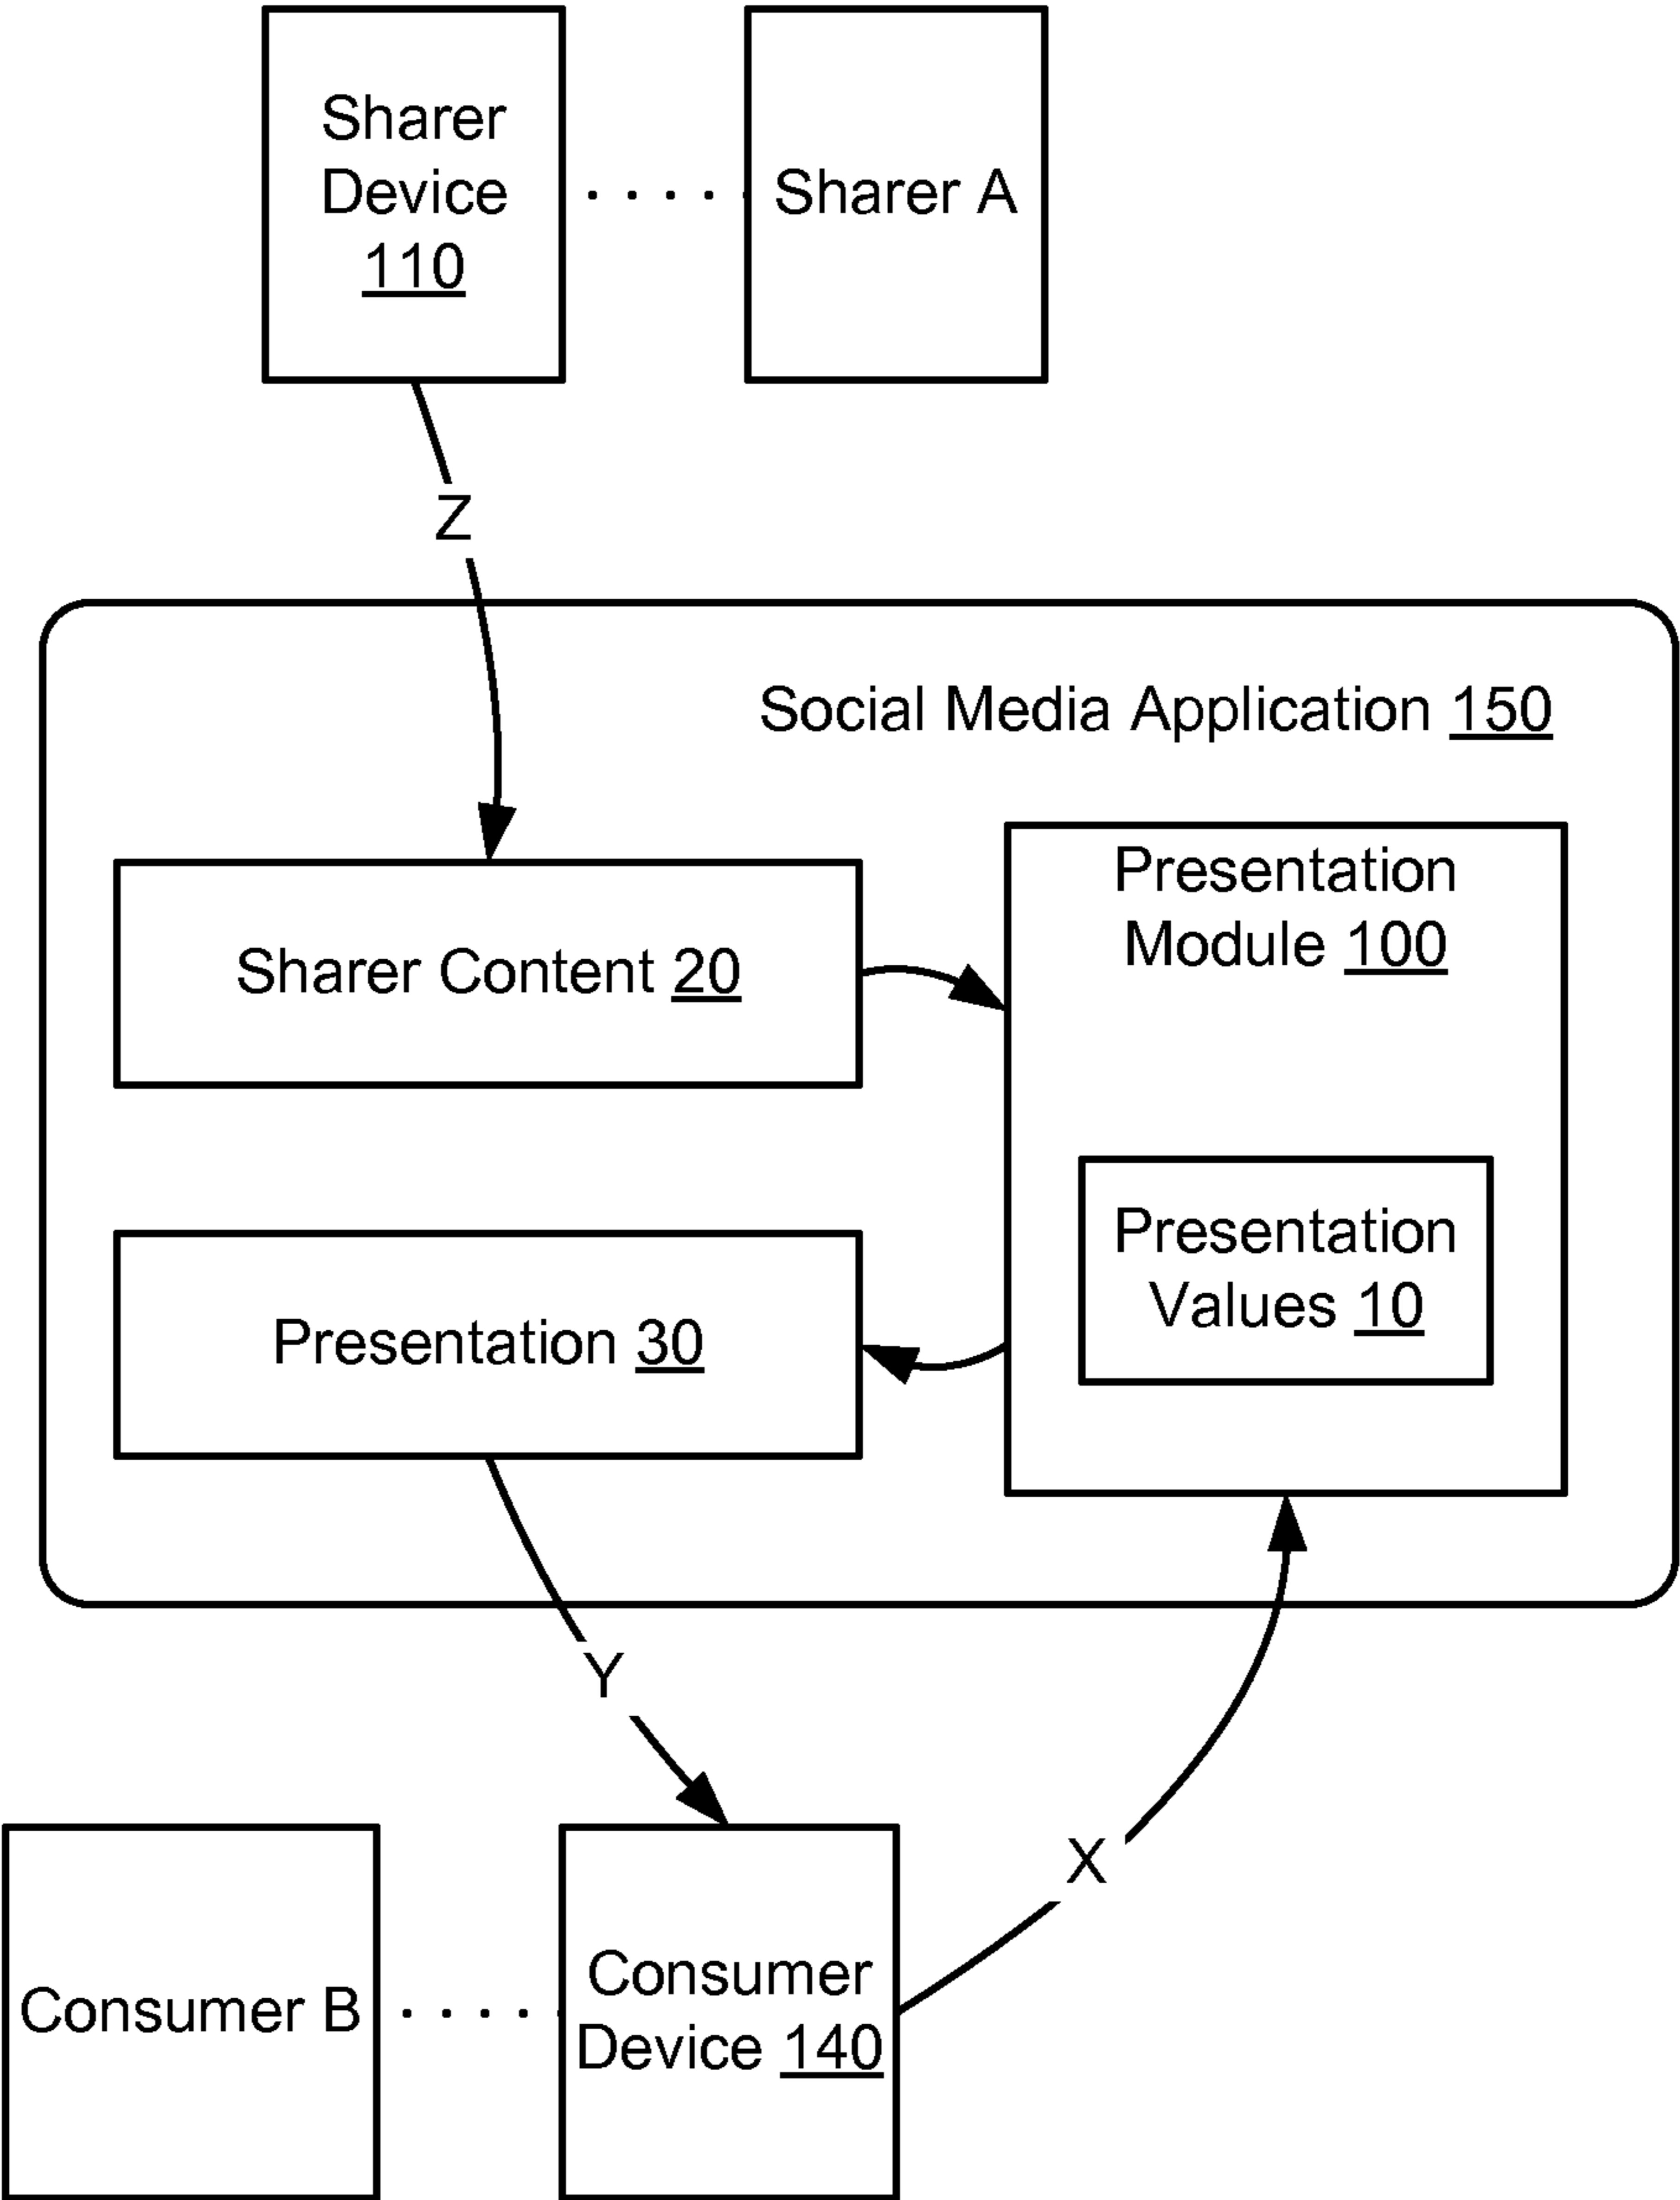 Sharer
Device
110
Sharer A
Z
Social Media Application 150
Presentation
Module 100
Sharer Content 20
Presentation
Values 10
Presentation 30
Y
X
Consumer B
Consumer
Device 140